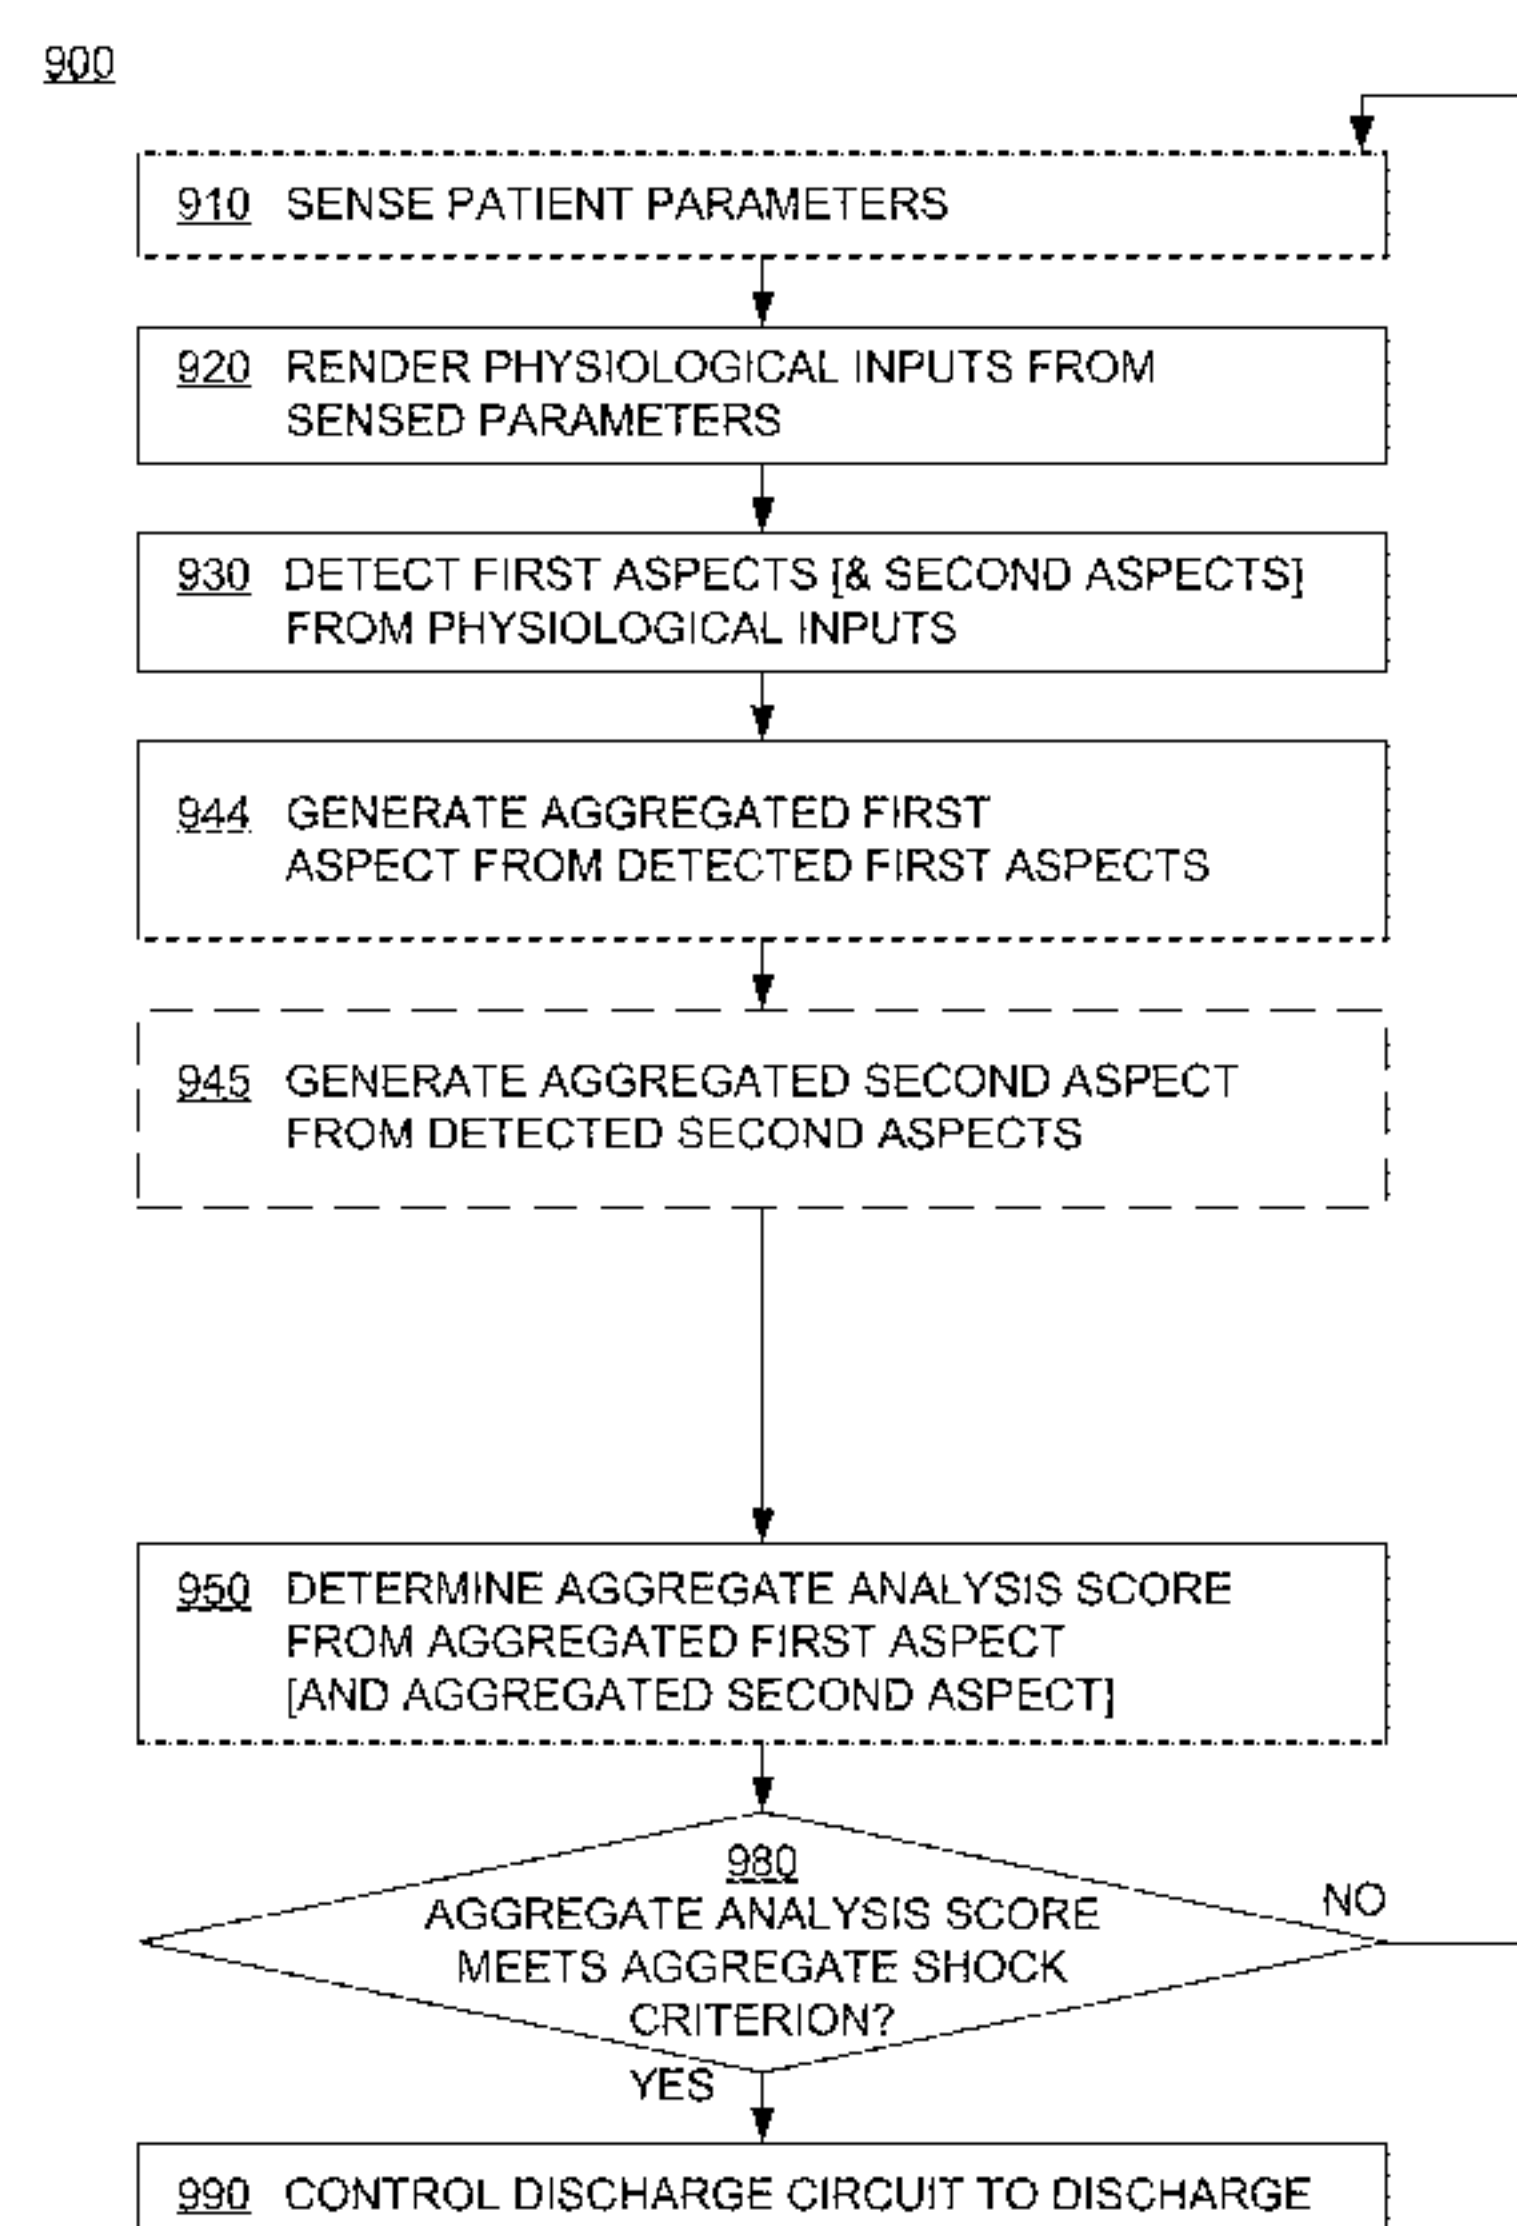 900
910 SENSE PATIENT PARAMETERS
920 RENDER PHYSIOLOGICAL INPUTS FROM
SENSED PARAMETERS
930 DETECT FIRST ASPECTS [& SECOND ASPECTS]
FROM PHYSIOLOGICAL INPUTS
944 GENERATE AGGREGATED FIRST
ASPECT FROM DETECTED FIRST ASPECTS
945 GENERATE AGGREGATED SECOND ASPECT
FROM DETECTED SECOND ASPECTS
950 DETERMINE AGGREGATE ANALYSIS SCORE
FROM AGGREGATED FIRST ASPECT
[AND AGGREGATED SECOND ASPECT]
980
AGGREGATE ANALYSIS SCORE
MEETS AGGREGATE SHOCK
CRITERION?
NO
YES
990 CONTROL DISCHARGE CIRCUIT TO DISCHARGE